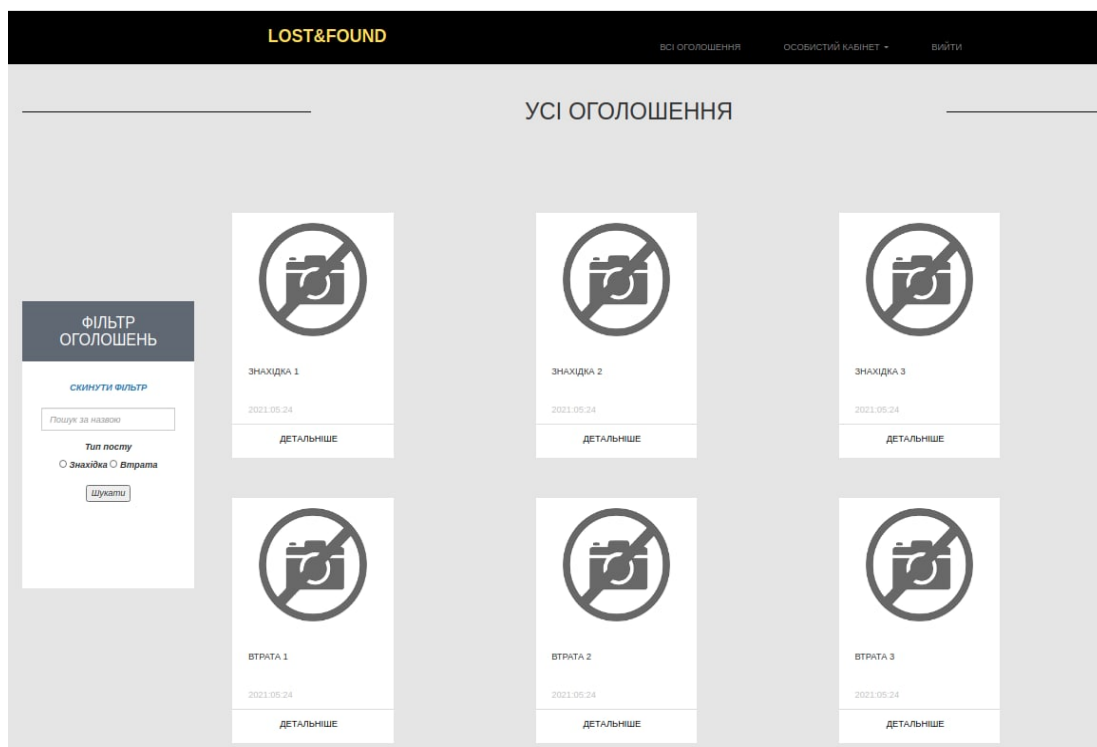 LOST&FOUND
ВСІ ОГОЛОШЕННЯ
ОСОБИСТИЙ КАБІНЕТ
ВИЙТИ
УСІ ОГОЛОШЕННЯ
ФІЛЬТР
ОГОЛОШЕНЬ
СКИНУТИ ФІЛЬТР
Пошук за назвою
Тип посту
Знахідка Втрата
Шукати
ЗНАХІДКА 1
2021:05:24
ДЕТАЛЬНІШЕ
ЗНАХІДКА 2
2021:05:24
ДЕТАЛЬНІШЕ
ЗНАХІДКА 3
2021:05:24
ДЕТАЛЬНІШЕ
ВТРАТА 1
2021:05:24
ДЕТАЛЬНІШЕ
ВТРАТА 2
2021:05:24
ДЕТАЛЬНІШЕ
ВТРАТА 3
2021:05:24
ДЕТАЛЬНІШЕ